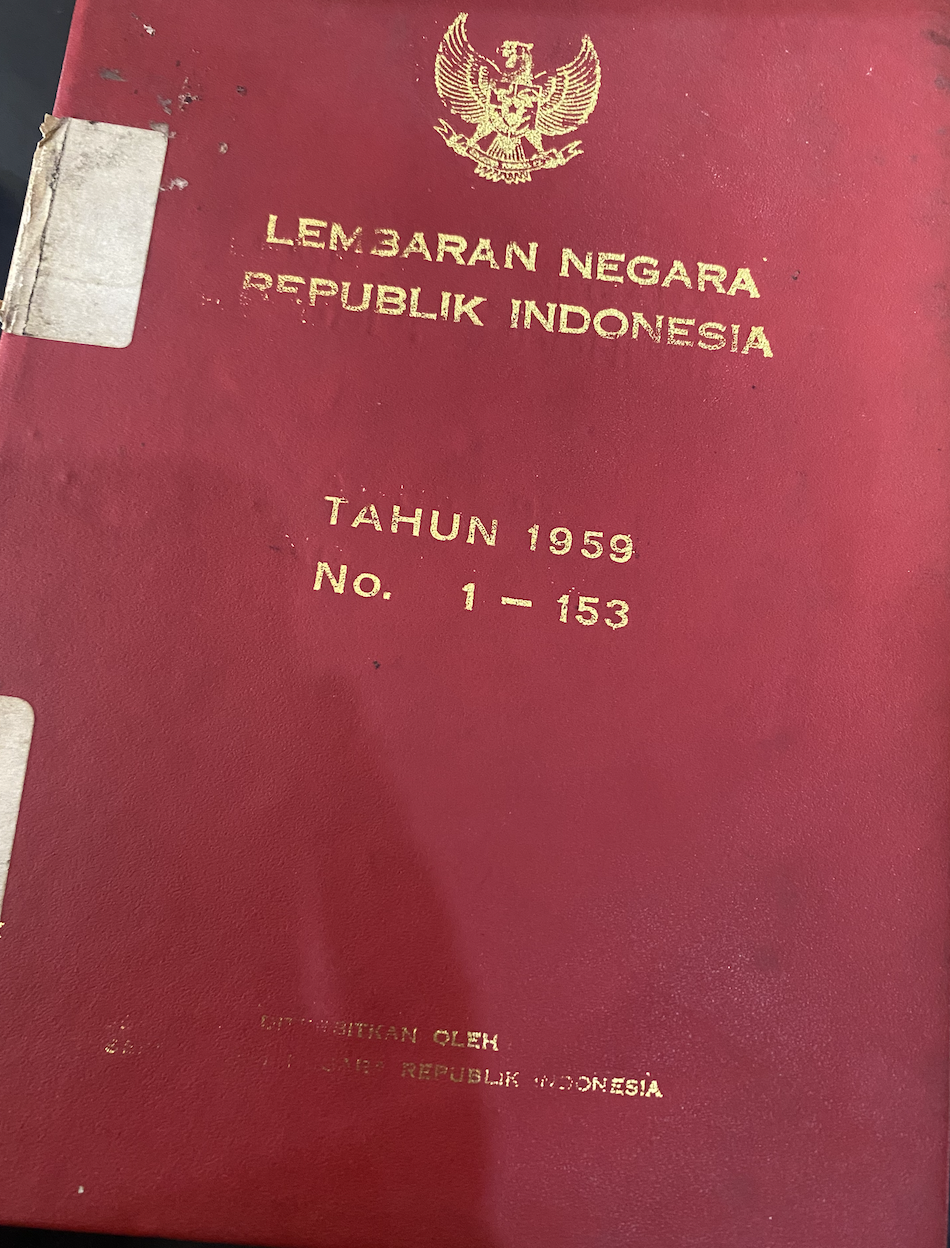 LEMBARAN NEGARA
REPUBLIK INDONESIA
TAHUN 1959
No. 1 – 153
DITERBITKAN OLEH
REPUBLIK INDONESIA